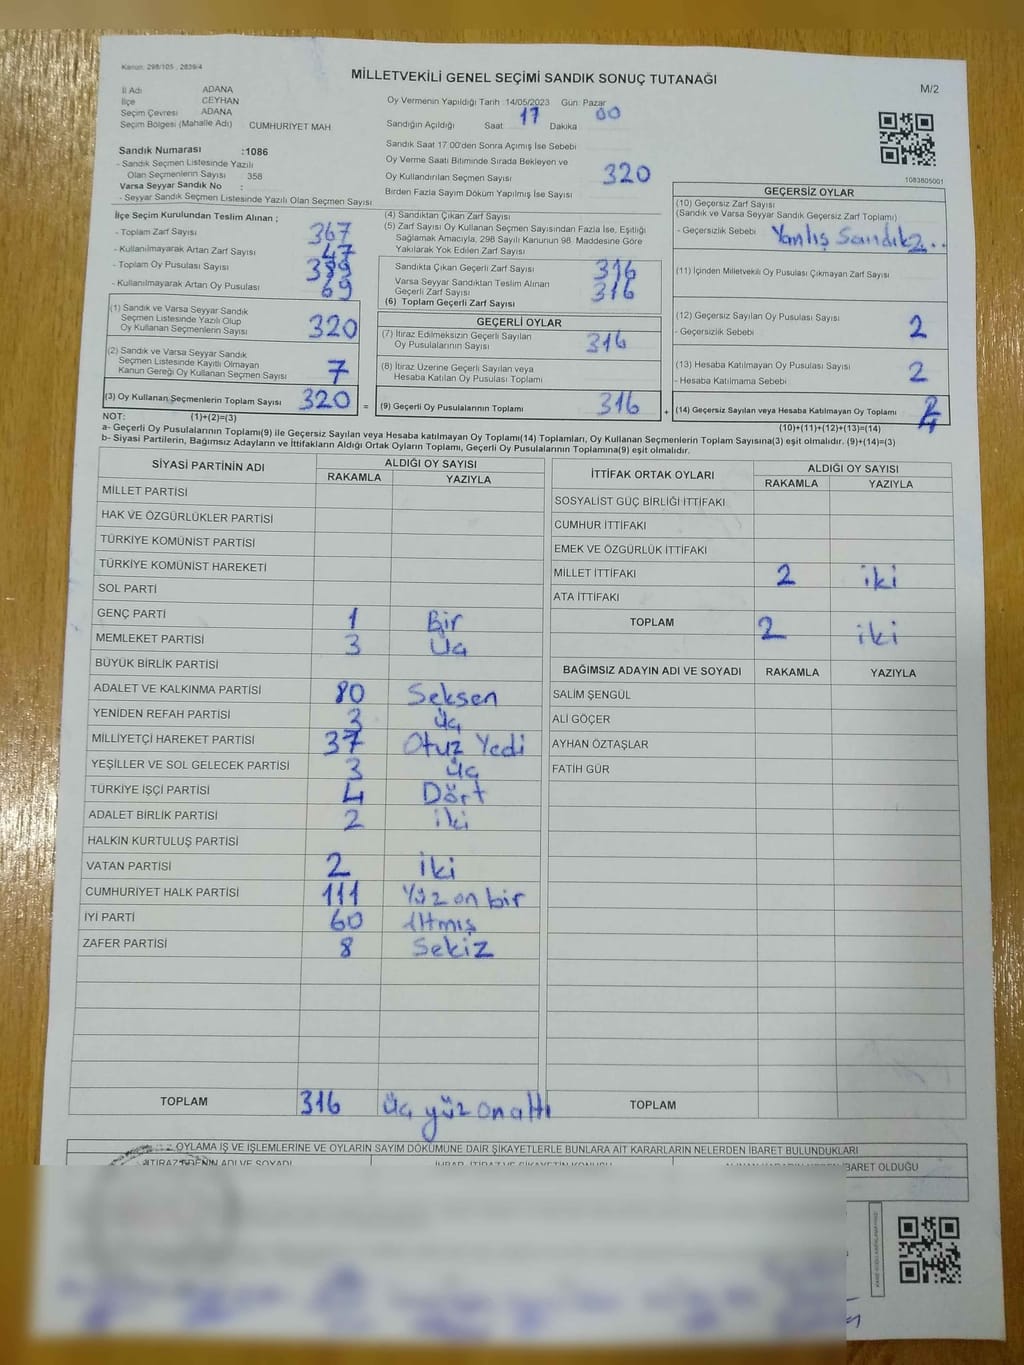 Kanun: 298/105 , 2839/4
MİLLETVEKİLİ GENEL SEÇİMİ SANDIK SONUÇ TUTANAĞI
M/2
İl Adı ADANA
İlçe CEYHAN
Seçim Çevresi ADANA
Seçim Bölgesi (Mahalle Adı) CUMHURİYET MAH
Sandık Numarası :1086
- Sandık Seçmen Listesinde Yazılı
Olan Seçmenlerin Sayısı 358
Varsa Seyyar Sandık No :
- Seyyar Sandık Seçmen Listesinde Yazılı Olan Seçmen Sayısı
Oy Vermenin Yapıldığı Tarih 14/05/2023 Gün Pazar
Sandığın Açıldığı Saat 17 Dakika 00
Sandık Saat 17:00'den Sonra Açımış İse Sebebi
Oy Verme Saati Bitiminde Sırada Bekleyen ve
Oy Kullandırılan Seçmen Sayısı 320
Birden Fazla Sayım Döküm Yapılmış İse Sayısı
1083805001
İlçe Seçim Kurulundan Teslim Alınan ;
- Toplam Zarf Sayısı 367
- Kullanılmayarak Artan Zarf Sayısı 47
- Toplam Oy Pusulası Sayısı
- Kullanılmayarak Artan Oy Pusulası 69
(1) Sandık ve Varsa Seyyar Sandık
Seçmen Listesinde Yazılı Olup
Oy Kullanan Seçmenlerin Sayısı 320
(2) Sandık ve Varsa Seyyar Sandık
Seçmen Listesinde Kayıtlı Olmayan
Kanun Gereği Oy Kullanan Seçmen Sayısı 7
(3) Oy Kullanan Seçmenlerin Toplam Sayısı 320 =
(4) Sandıktan Çıkan Zarf Sayısı
(5) Zarf Sayısı Oy Kullanan Seçmen Sayısından Fazla İse, Eşitliği
Sağlamak Amacıyla, 298 Sayılı Kanunun 98. Maddesine Göre
Yakılarak Yok Edilen Zarf Sayısı
Sandıkta Çıkan Geçerli Zarf Sayısı 316
Varsa Seyyar Sandıktan Teslim Alınan
Geçerli Zarf Sayısı 316
(6) Toplam Geçerli Zarf Sayısı
GEÇERLİ OYLAR
(7) İtiraz Edilmeksizin Geçerli Sayılan
Oy Pusulalarının Sayısı 316
(8) İtiraz Üzerine Geçerli Sayılan veya
Hesaba Katılan Oy Pusulası Toplamı
(9) Geçerli Oy Pusulalarının Toplamı 316 +
GEÇERSİZ OYLAR
(10) Geçersiz Zarf Sayısı
(Sandık ve Varsa Seyyar Sandık Geçersiz Zarf Toplamı)
- Geçersizlik Sebebi Yanlış
(11) İçinden Milletvekili Oy Pusulası Çıkmayan Zarf Sayısı
(12) Geçersiz Sayılan Oy Pusulası Sayısı
- Geçersizlik Sebebi 2
(13) Hesaba Katılmayan Oy Pusulası Sayısı
- Hesaba Katılmama Sebebi 2
(14) Geçersiz Sayılan veya Hesaba Katılmayan Oy Toplamı
NOT: (1)+(2)=(3) (10)+(11)+(12)+(13)=(14)
a- Geçerli Oy Pusulalarının Toplamı(9) ile Geçersiz Sayılan veya Hesaba katılmayan Oy Toplamı(14) Toplamları, Oy Kullanan Seçmenlerin Toplam Sayısına(3) eşit olmalıdır. (9)+(14)=(3)
b- Siyasi Partilerin, Bağımsız Adayların ve İttifakların Aldığı Ortak Oyların Toplamı, Geçerli Oy Pusulalarının Toplamına(9) eşit olmalıdır.
SİYASİ PARTİNİN ADI ALDIĞI OY SAYISI
RAKAMLA YAZIYLA
MİLLET PARTİSİ
HAK VE ÖZGÜRLÜKLER PARTİSİ
TÜRKİYE KOMÜNİST PARTİSİ
TÜRKİYE KOMÜNİST HAREKETİ
SOL PARTİ
GENÇ PARTİ 1 Bir
MEMLEKET PARTİSİ 3 Üç
BÜYÜK BİRLİK PARTİSİ
ADALET VE KALKINMA PARTİSİ 80 Seksen
YENİDEN REFAH PARTİSİ 3 Üç
MİLLİYETÇİ HAREKET PARTİSİ 37 Otuz Yedi
YEŞİLLER VE SOL GELECEK PARTİSİ 3 Üç
TÜRKİYE İŞÇİ PARTİSİ 4 Dört
ADALET BİRLİK PARTİSİ 2 iki
HALKIN KURTULUŞ PARTİSİ
VATAN PARTİSİ 2 İki
CUMHURİYET HALK PARTİSİ 111 Yüz on bir
İYİ PARTİ 60 Altmış
ZAFER PARTİSİ 8 Sekiz
TOPLAM 316 Üç yüz on altı
İTTİFAK ORTAK OYLARI ALDIĞI OY SAYISI
RAKAMLA YAZIYLA
SOSYALİST GÜÇ BİRLİĞİ İTTİFAKI
CUMHUR İTTİFAKI
EMEK VE ÖZGÜRLÜK İTTİFAKI
MİLLET İTTİFAKI 2 iki
ATA İTTİFAKI
TOPLAM 2 iki
BAĞIMSIZ ADAYIN ADI VE SOYADI RAKAMLA YAZIYLA
SALİM ŞENGÜL
ALİ GÖÇER
AYHAN ÖZTAŞLAR
FATİH GÜR
TOPLAM
OYLAMA İŞ VE İŞLEMLERİNE VE OYLARIN SAYIM DÖKÜMÜNE DAİR ŞİKAYETLERLE BUNLARA AİT KARARLARIN NELERDEN İBARET BULUNDUKLARI
İTİRAZ EDENİN ADI VE SOYADI
İBARET OLDUĞU